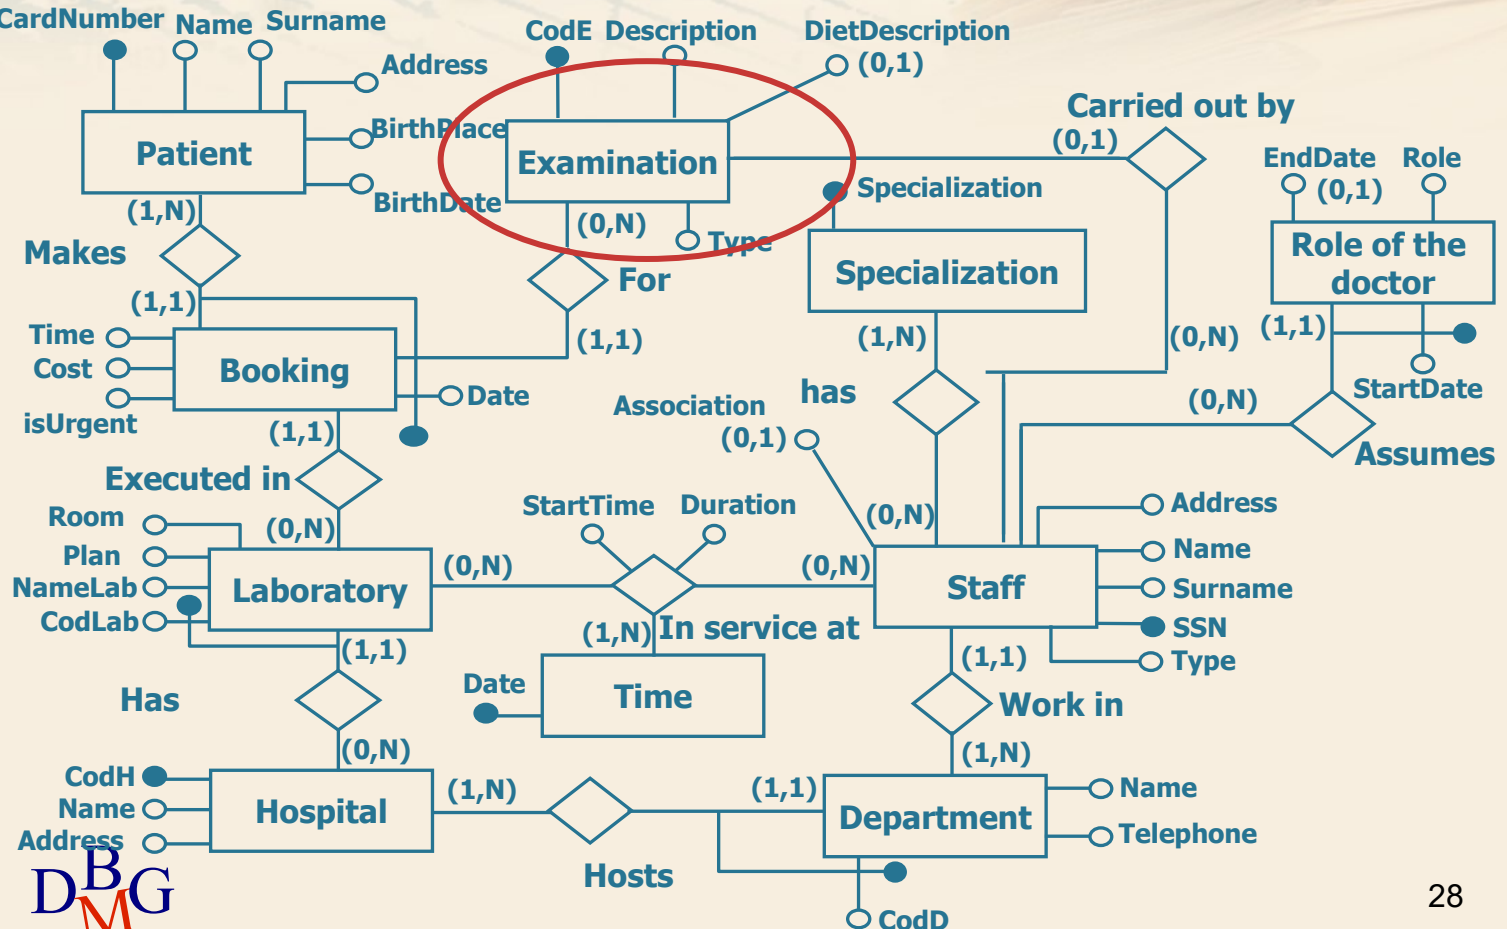 CardNumber
Name
Surname
Address
BirthPlace
BirthDate
Patient
(1,N)
Makes
(1,1)
CodE
Description
DietDescription
(0,1)
Examination
(0,N)
Type
For
(1,1)
Carried out by
(0,1)
(0,N)
Specialization
Specialization
(1,N)
has
(0,N)
EndDate
(0,1)
Role
Role of the
doctor
(1,1)
StartDate
(0,N)
Assumes
Time
Cost
isUrgent
Booking
Date
(1,1)
Executed in
(0,N)
Association
(0,1)
Room
Plan
NameLab
CodLab
Laboratory
(0,N)
StartTime
Duration
(0,N)
In service at
(1,N)
Staff
Address
Name
Surname
SSN
Type
(1,1)
Has
(0,N)
Date
Time
(1,1)
Work in
(1,N)
CodH
Name
Address
Hospital
(1,N)
Hosts
(1,1)
Department
Name
Telephone
CodD
DBMG
28